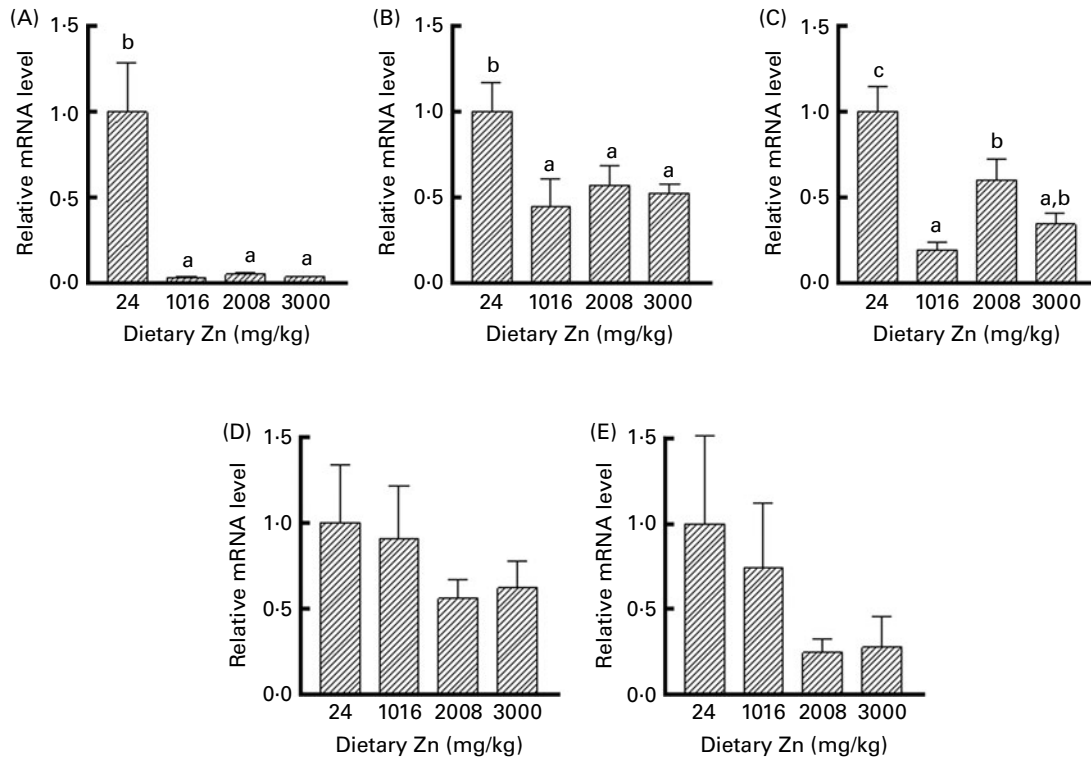 (A)
Relative mRNA level
1·5
1·0
0·5
0·0
b
a
a
a
24 1016 2008 3000
Dietary Zn (mg/kg)
(B)
Relative mRNA level
1·5
1·0
0·5
0·0
b
a
a
a
24 1016 2008 3000
Dietary Zn (mg/kg)
(C)
Relative mRNA level
1·5
1·0
0·5
0·0
c
a
b
a,b
24 1016 2008 3000
Dietary Zn (mg/kg)
(D)
Relative mRNA level
1·5
1·0
0·5
0·0
24 1016 2008 3000
Dietary Zn (mg/kg)
(E)
Relative mRNA level
1·5
1·0
0·5
0·0
24 1016 2008 3000
Dietary Zn (mg/kg)